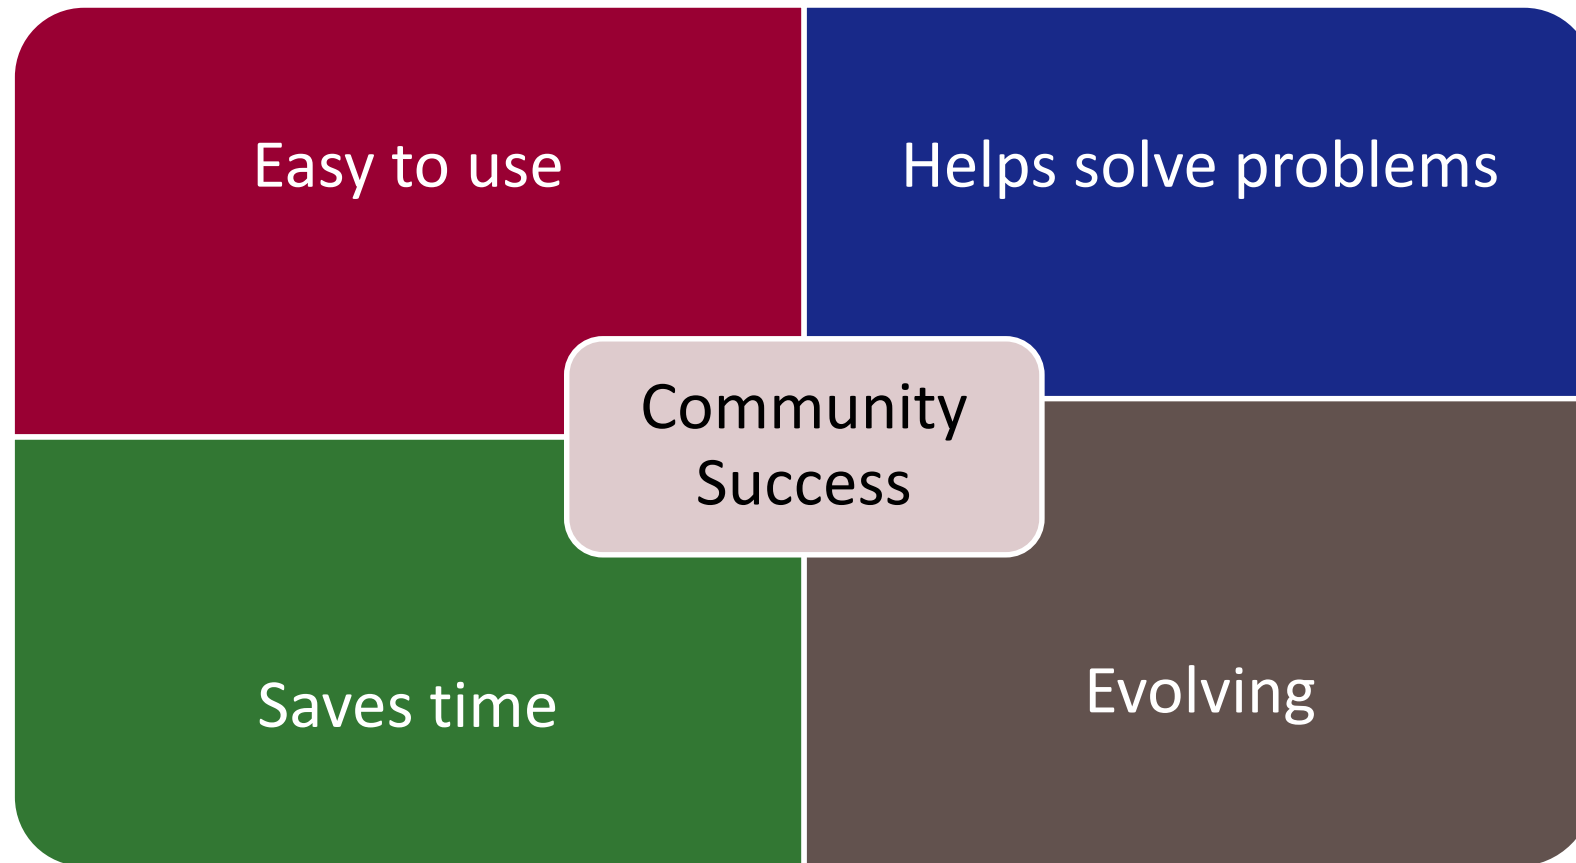 Easy to use
Helps solve problems
Community
Success
Saves time
Evolving